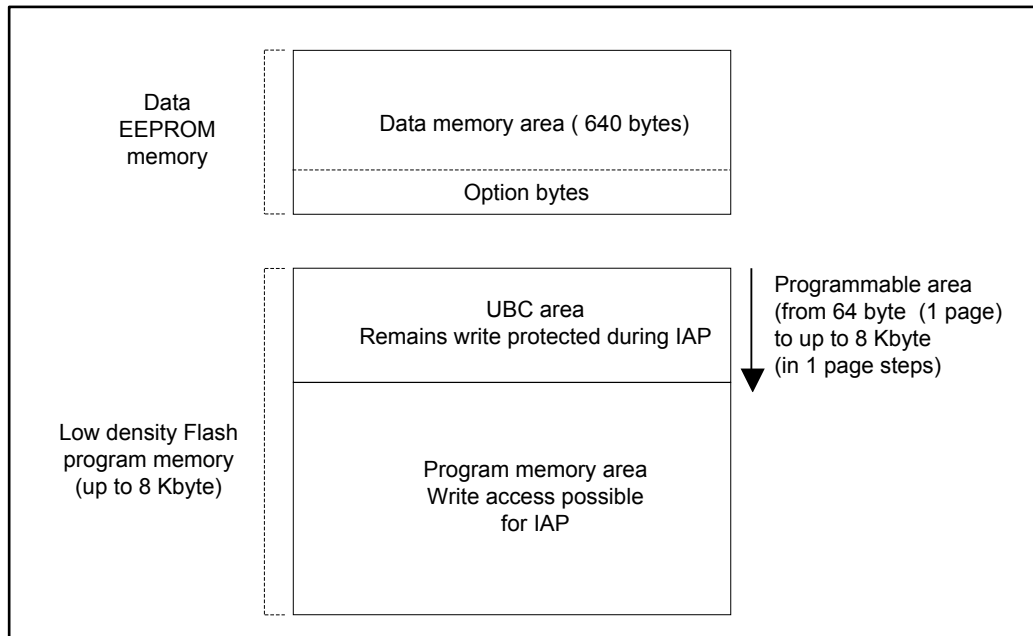 Data
EEPROM
memory
Data memory area ( 640 bytes)
Option bytes
Low density Flash
program memory
(up to 8 Kbyte)
UBC area
Remains write protected during IAP
Program memory area
Write access possible
for IAP
Programmable area
(from 64 byte (1 page)
to up to 8 Kbyte
(in 1 page steps)